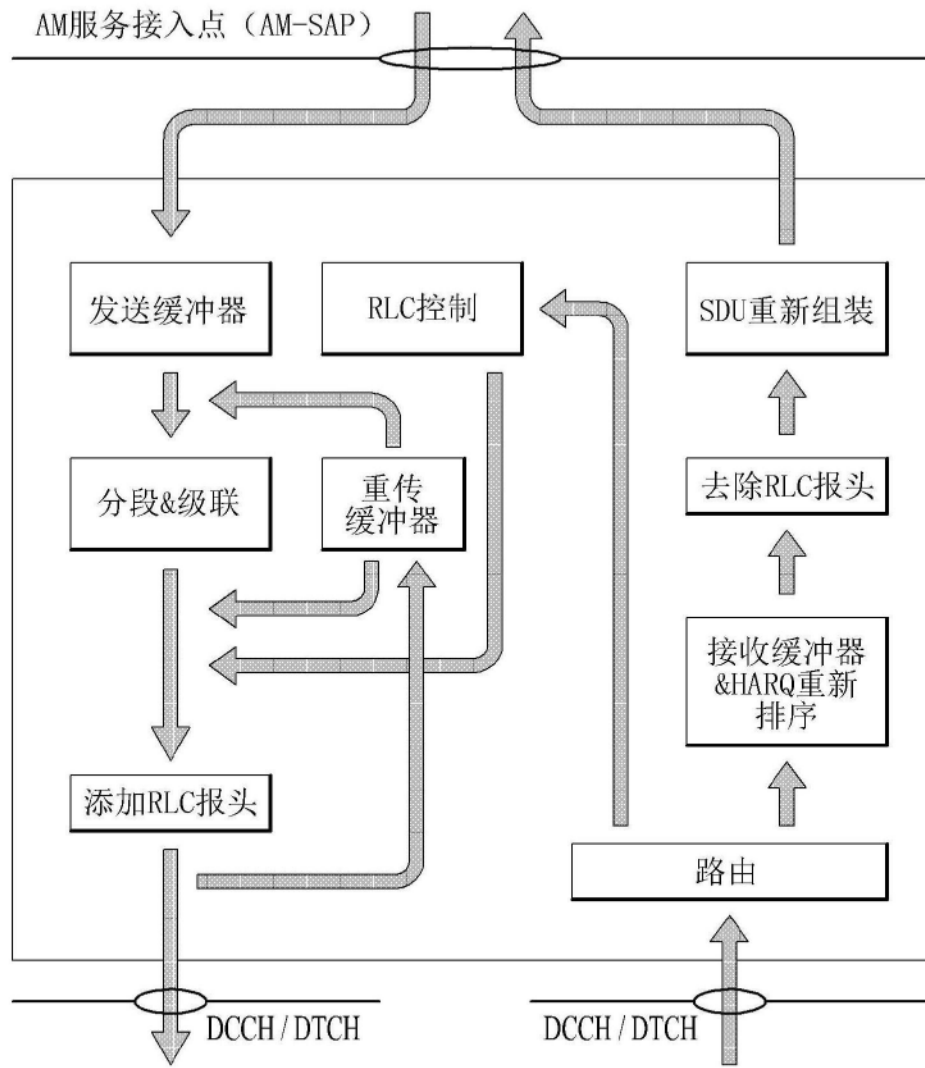 AM服务接入点（AM-SAP）
发送缓冲器
RLC控制
SDU重新组装
分段&级联
重传
缓冲器
去除RLC报头
接收缓冲器
&HARQ重新
排序
添加RLC报头
路由
DCCH/DTCH
DCCH/DTCH